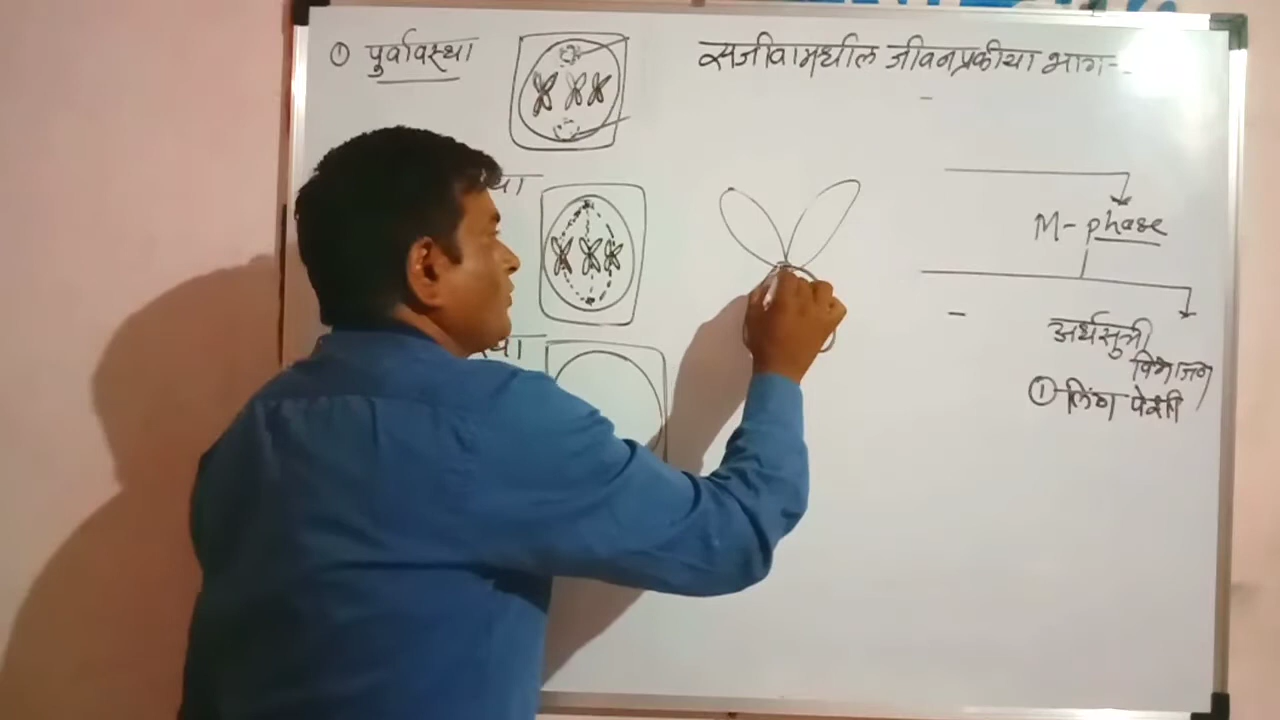 ① पुर्वावस्था
सजीवामधील जीवनप्रकीया भाग-
M-phase
अर्धसुत्री
विभाजन
① लिंग पेशी